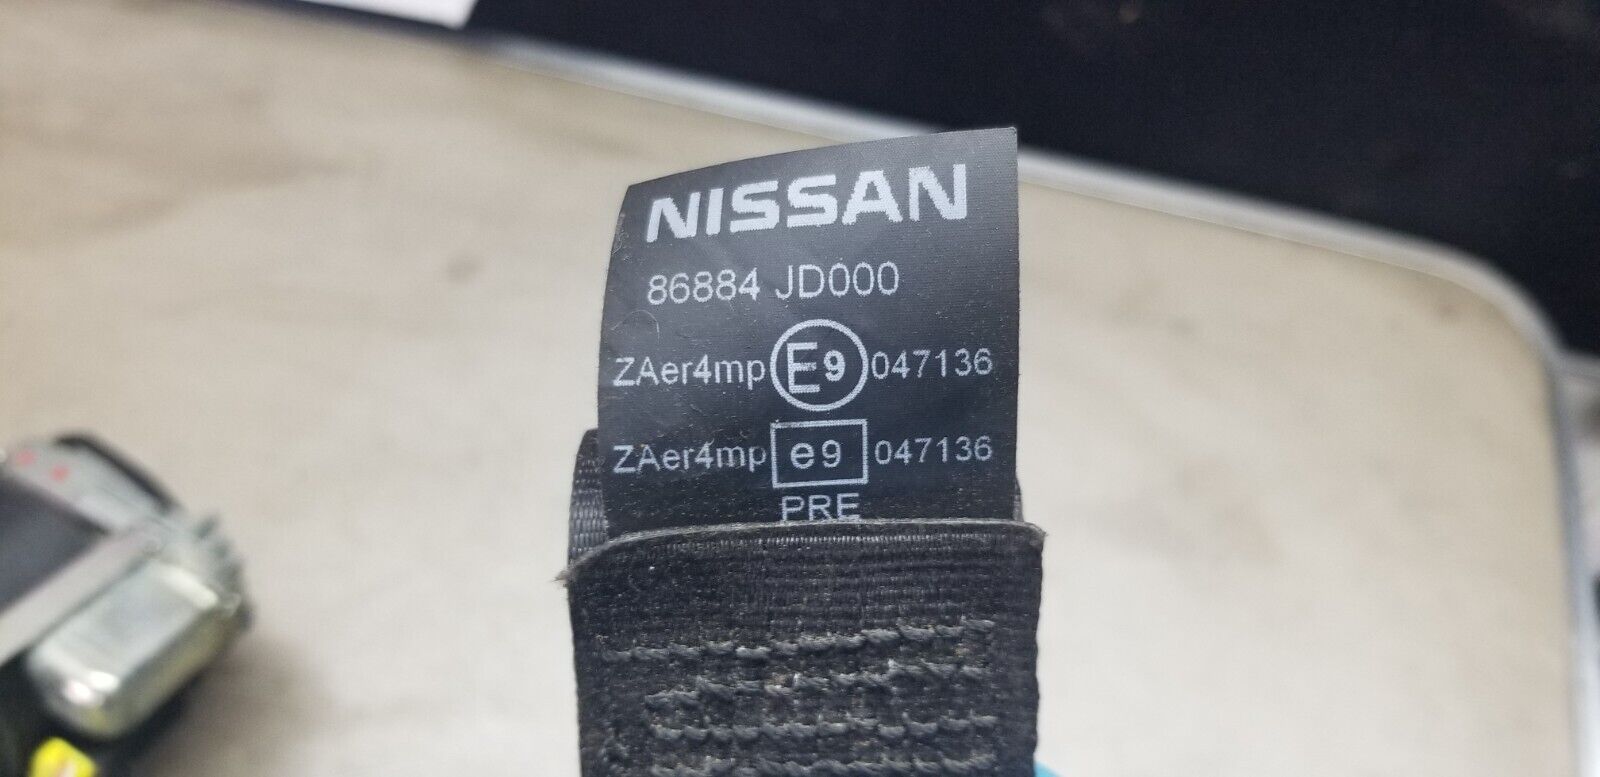 NISSAN
86884 JD000
ZAer4mp E9 047136
ZAer4mp e9 047136
PRE